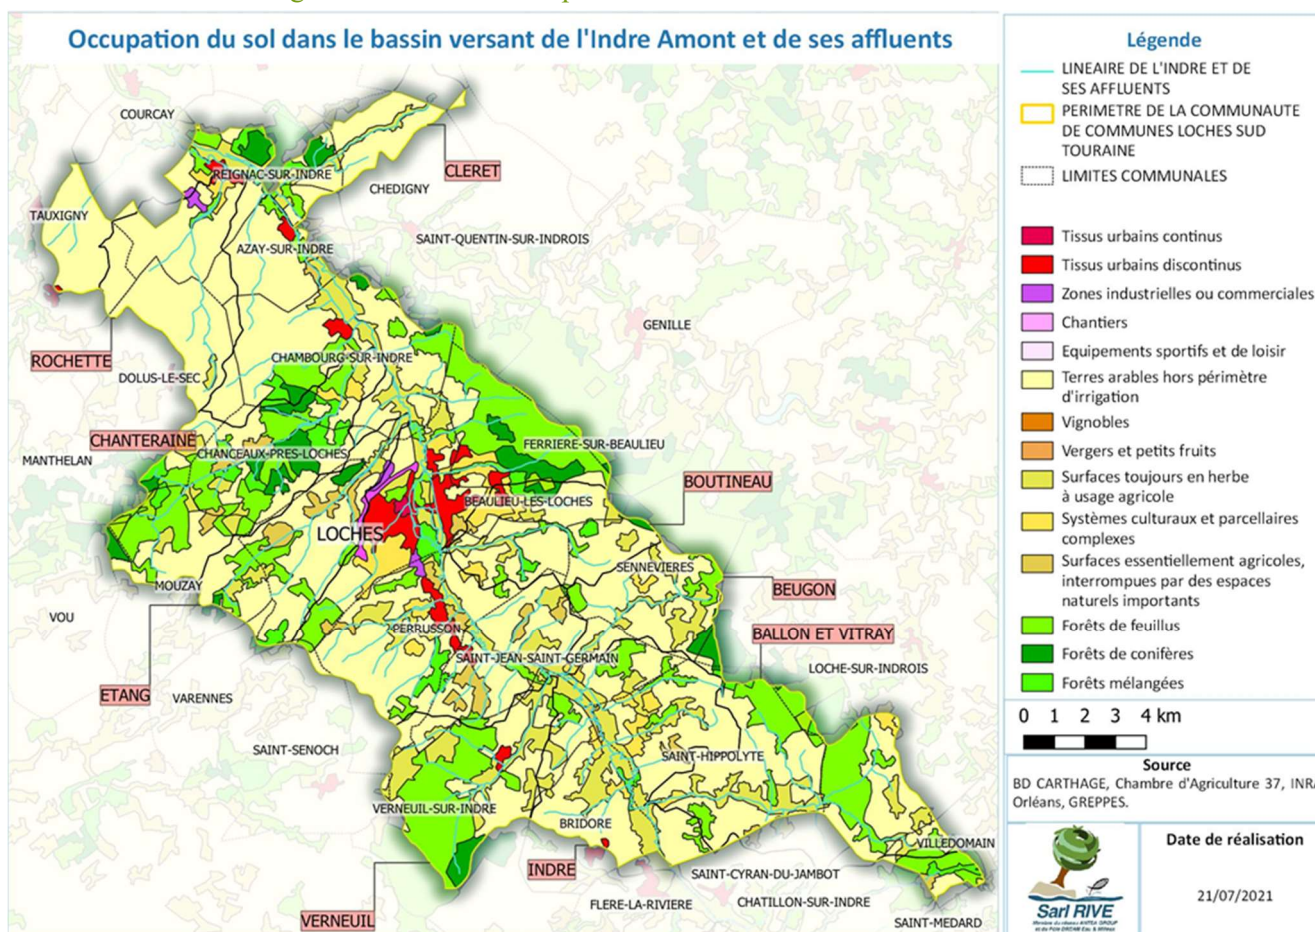 Occupation du sol dans le bassin versant de l'Indre Amont et de ses affluents
COURCAY
CLERET
REIGNAC-SUR-INDRE
CHEDIGNY
TAUXIGNY
SAINT-QUENTIN-SUR-INDROIS
AZAY-SUR-INDRE
GENILLE
ROCHETTE
CHAMBOURG-SUR-INDRE
DOLUS-LE-SEC
CHANTERAINE
FERRIERE-SUR-BEAULIEU
MANTHELAN
CHANCEAUX-PRES-LOCHES
BOUTINEAU
BEAULIEU-LES-LOCHES
LOCHES
SENNEVIERES
MOUZAY
BEUGON
VOU
PERRUSSON
BALLON ET VITRAY
SAINT-JEAN-SAINT-GERMAIN
LOCHE-SUR-INDROIS
ETANG
VARENNES
SAINT-SENOCH
SAINT-HIPPOLYTE
VERNEUIL-SUR-INDRE
BRIDORE
VILLEDOMAIN
INDRE
SAINT-CYRAN-DU-JAMBOT
CHATILLON-SUR-INDRE
FLERE-LA-RIVIERE
VERNEUIL
SAINT-MEDARD
Légende
LINEAIRE DE L'INDRE ET DE
SES AFFLUENTS
PERIMETRE DE LA COMMUNAUTE
DE COMMUNES LOCHES SUD
TOURAINE
LIMITES COMMUNALES
Tissus urbains continus
Tissus urbains discontinus
Zones industrielles ou commerciales
Chantiers
Equipements sportifs et de loisir
Terres arables hors périmètre
d'irrigation
Vignobles
Vergers et petits fruits
Surfaces toujours en herbe
à usage agricole
Systèmes culturaux et parcellaires
complexes
Surfaces essentiellement agricoles,
interrompues par des espaces
naturels importants
Forêts de feuillus
Forêts de conifères
Forêts mélangées
0 1 2 3 4 km
Source
BD CARTHAGE, Chambre d'Agriculture 37, INRA
Orléans, GREPPES.
Date de réalisation
21/07/2021
Sarl RIVE